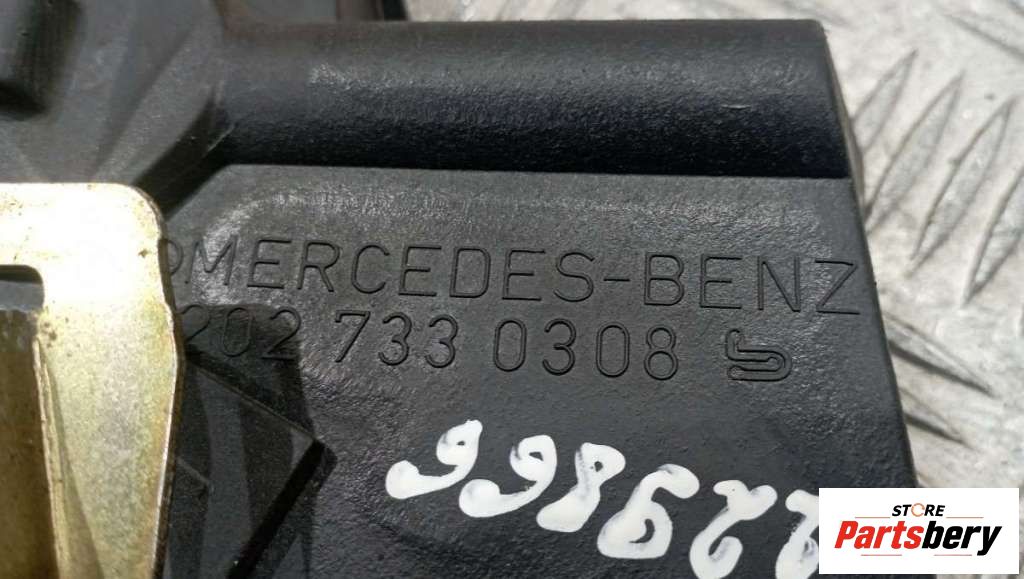 MERCEDES-BENZ
202 733 0308
STORE
Partsbery